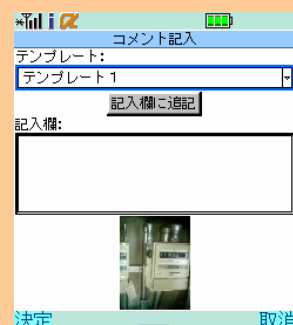 i α
コメント記入
テンプレート:
テンプレート1
記入欄に追記
記入欄:
決定 取消